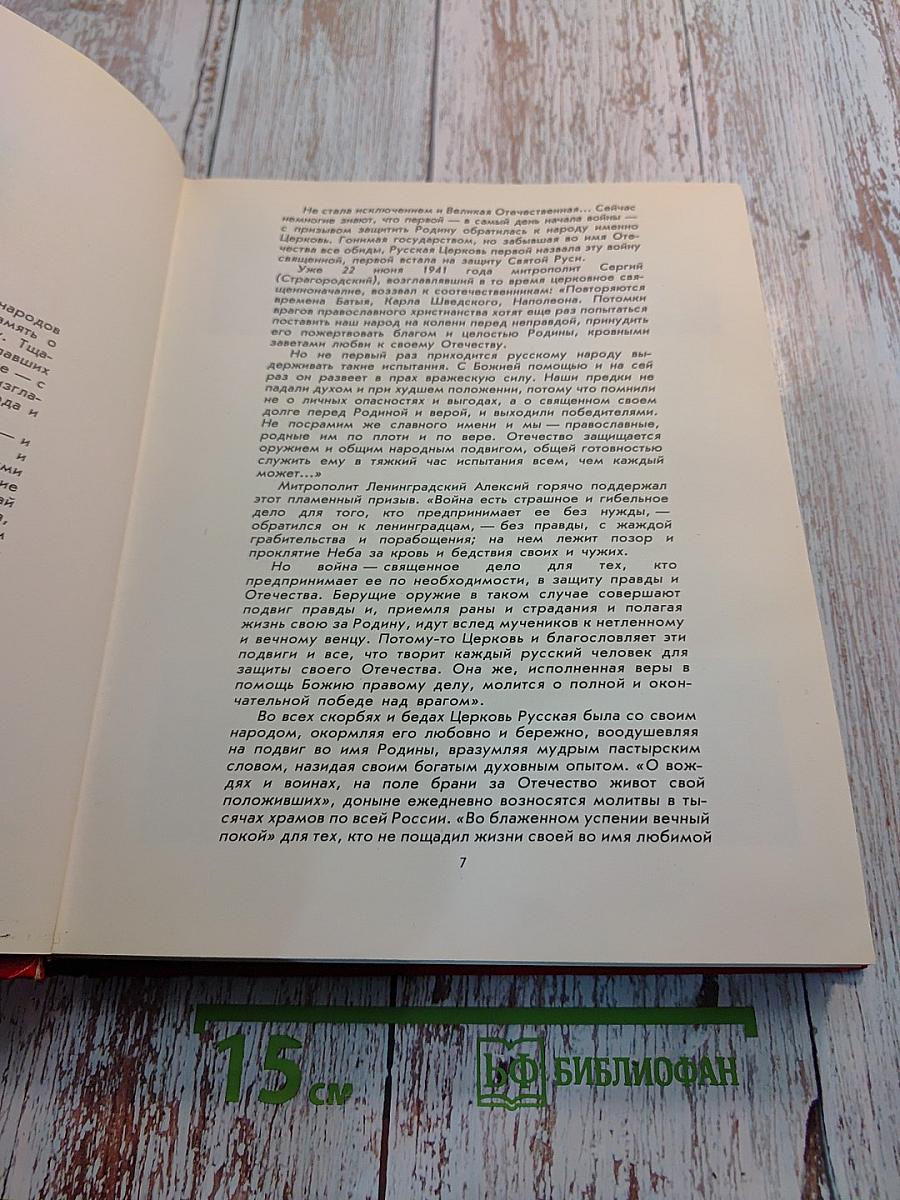 народов
амять о
Тща-
павших
е — с
изгла-
да и
— и
и
ми
ие
ай
Не стала исключением и Великая Отечественная... Сейчас
немногие знают, что первой — в самый день начала войны —
с призывом защитить Родину обратилась к народу именно
Церковь. Гонимая государством, но забывшая во имя Оте-
чества все обиды, Русская Церковь первой назвала эту войну
священной, первой встала на защиту Святой Руси.
Уже 22 июня 1941 года митрополит Сергий
(Страгородский), возглавлявший в то время церковное свя-
щенноначалие, воззвал к соотечественникам: «Повторяются
времена Батыя, Карла Шведского, Наполеона. Потомки
врагов православного христианства хотят еще раз попытаться
поставить наш народ на колени перед неправдой, принудить
его пожертвовать благом и целостью Родины, кровными
заветами любви к своему Отечеству.
Но не первый раз приходится русскому народу вы-
держивать такие испытания. С Божией помощью и на сей
раз он развеет в прах вражескую силу. Наши предки не
падали духом и при худшем положении, потому что помнили
не о личных опасностях и выгодах, а о священном своем
долге перед Родиной и верой, и выходили победителями.
Не посрамим же славного имени и мы — православные,
родные им по плоти и по вере. Отечество защищается
оружием и общим народным подвигом, общей готовностью
служить ему в тяжкий час испытания всем, чем каждый
может...»
Митрополит Ленинградский Алексий горячо поддержал
этот пламенный призыв. «Война есть страшное и гибельное
дело для того, кто предпринимает ее без нужды, —
обратился он к ленинградцам, — без правды, с жаждой
грабительства и порабощения; на нем лежит позор и
проклятие Неба за кровь и бедствия своих и чужих.
Но война — священное дело для тех, кто
предпринимает ее по необходимости, в защиту правды и
Отечества. Берущие оружие в таком случае совершают
подвиг правды и, приемля раны и страдания и полагая
жизнь свою за Родину, идут вслед мучеников к нетленному
и вечному венцу. Потому-то Церковь и благословляет эти
подвиги и все, что творит каждый русский человек для
защиты своего Отечества. Она же, исполненная веры в
помощь Божию правому делу, молится о полной и окон-
чательной победе над врагом».
Во всех скорбях и бедах Церковь Русская была со своим
народом, окормляя его любовно и бережно, воодушевляя
на подвиг во имя Родины, вразумляя мудрым пастырским
словом, назидая своим богатым духовным опытом. «О вож-
дях и воинах, на поле брани за Отечество живот свой
положивших», доныне ежедневно возносятся молитвы в ты-
сячах храмов по всей России. «Во блаженном успении вечный
покой» для тех, кто не пощадил жизни своей во имя любимой
7
15 см
БФ БИБЛИОФАН